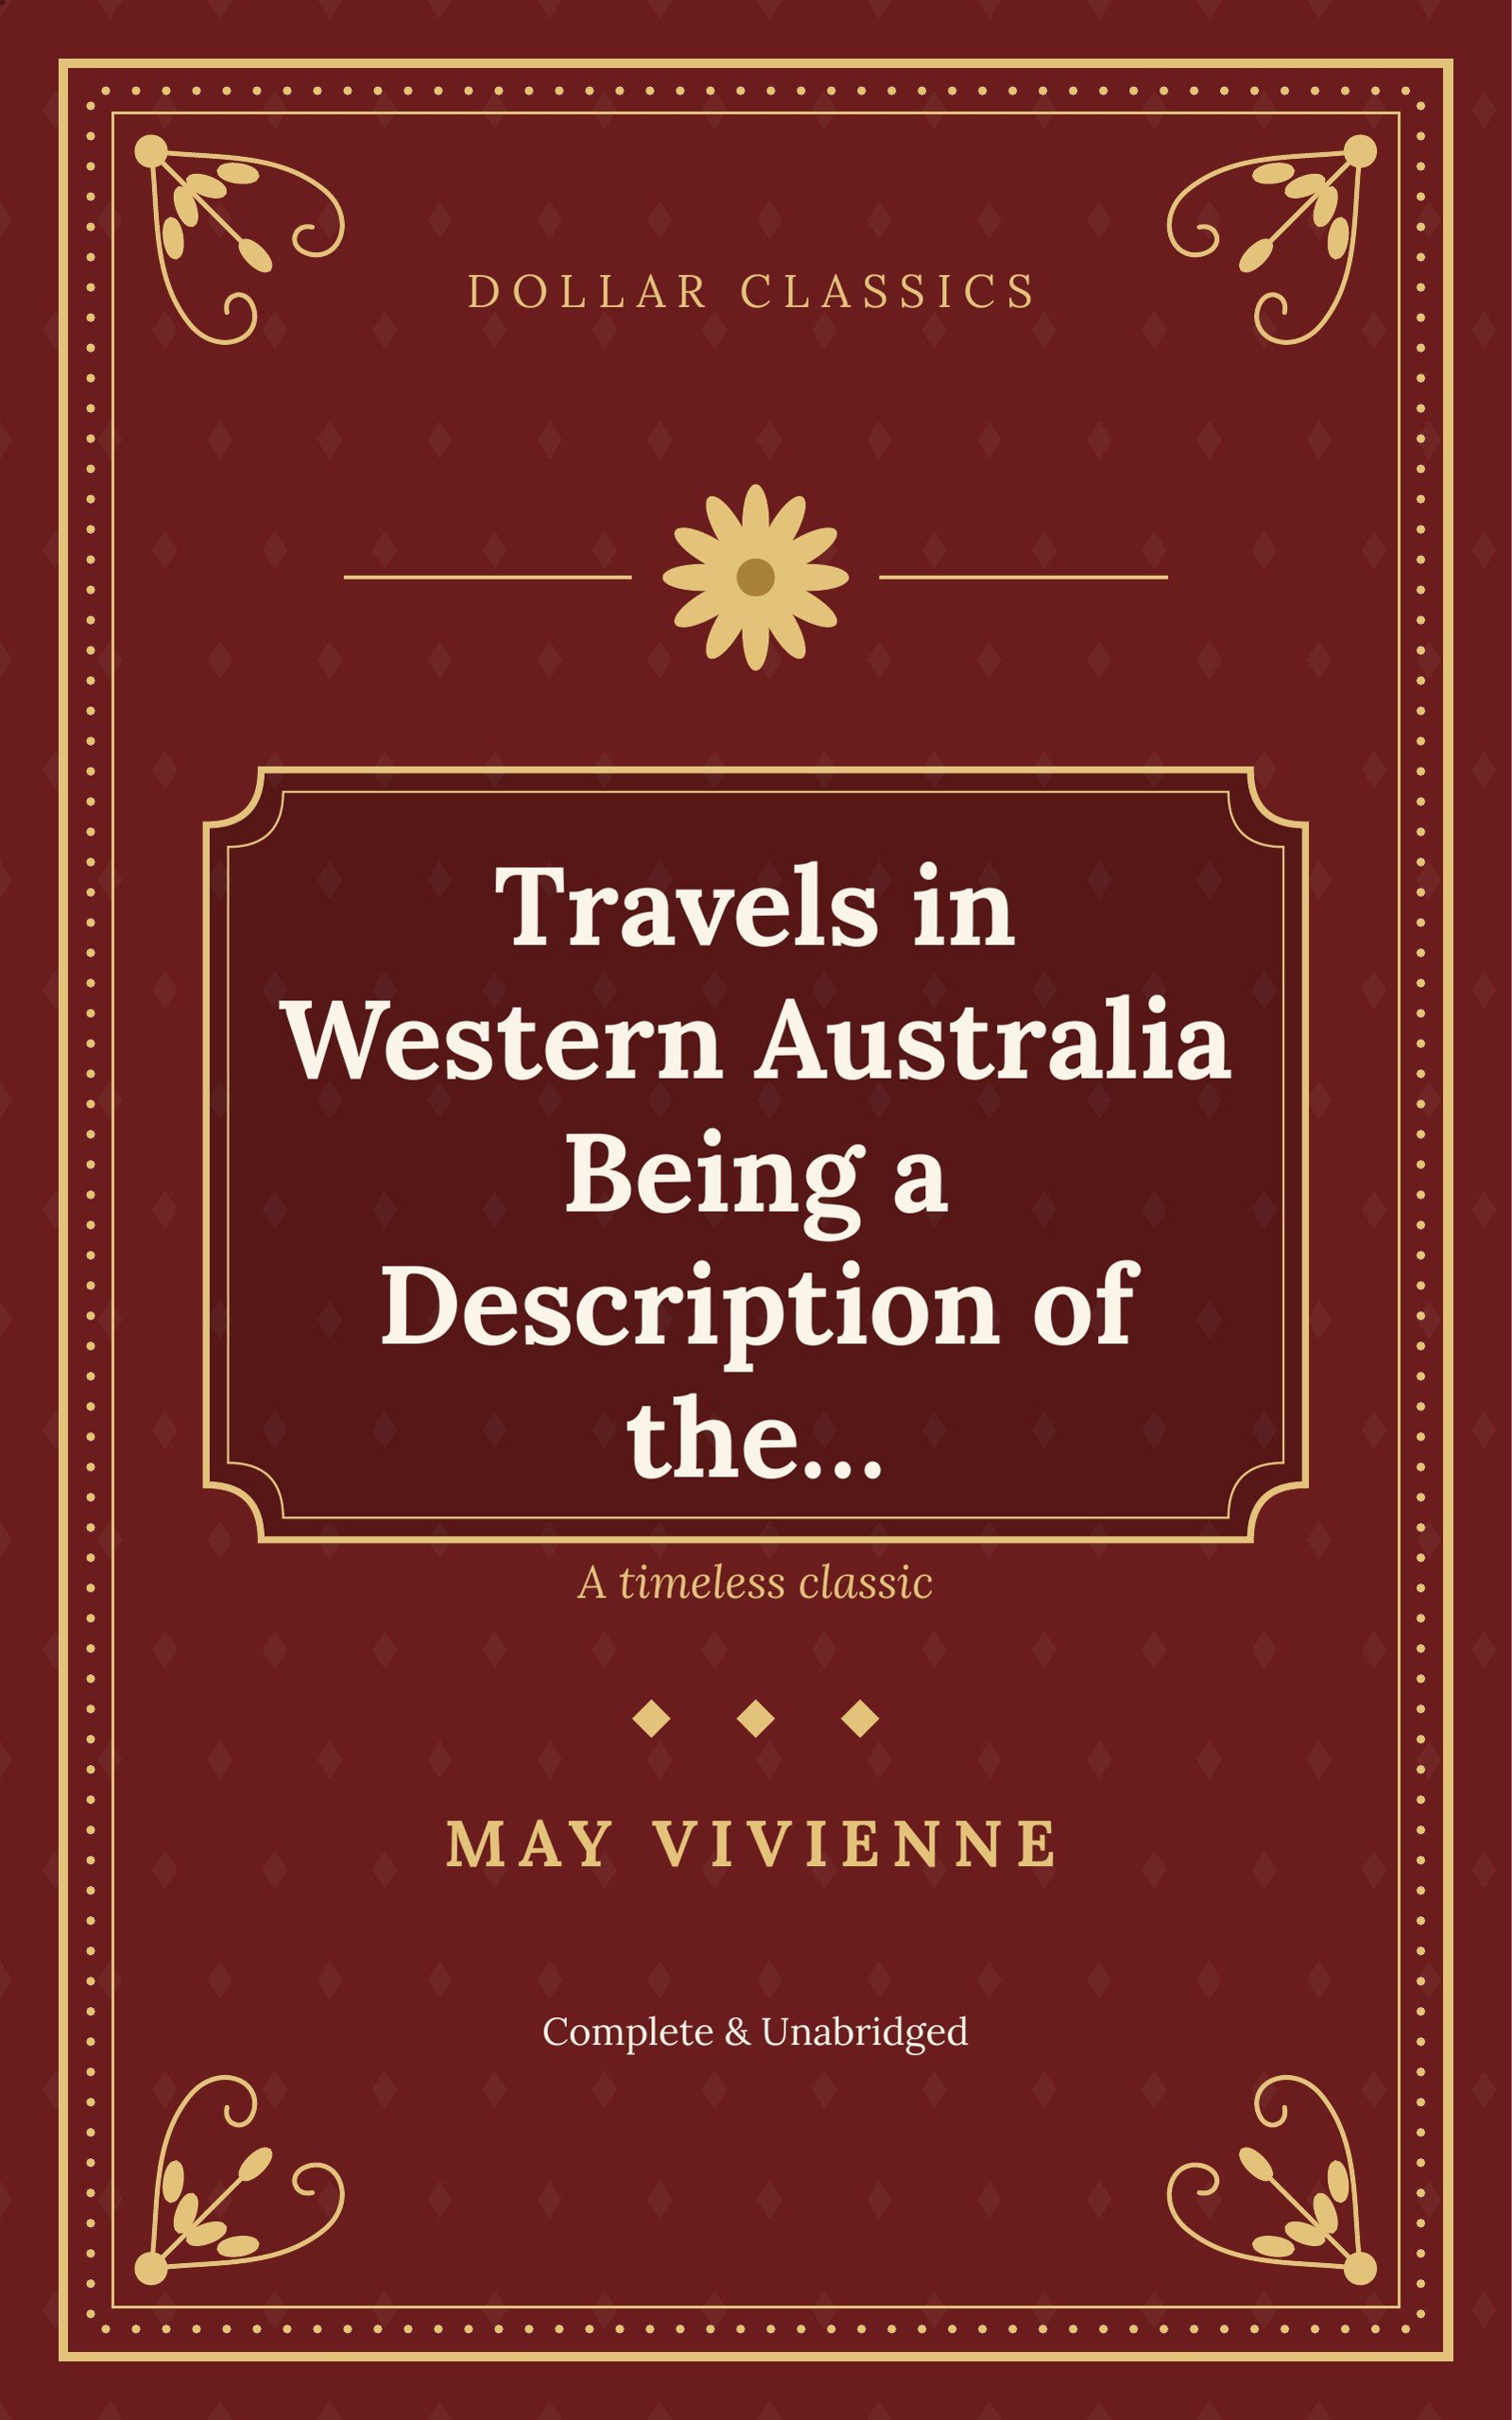 DOLLAR CLASSICS
Travels in
Western Australia
Being a
Description of
the...
A timeless classic
MAY VIVIENNE
Complete & Unabridged